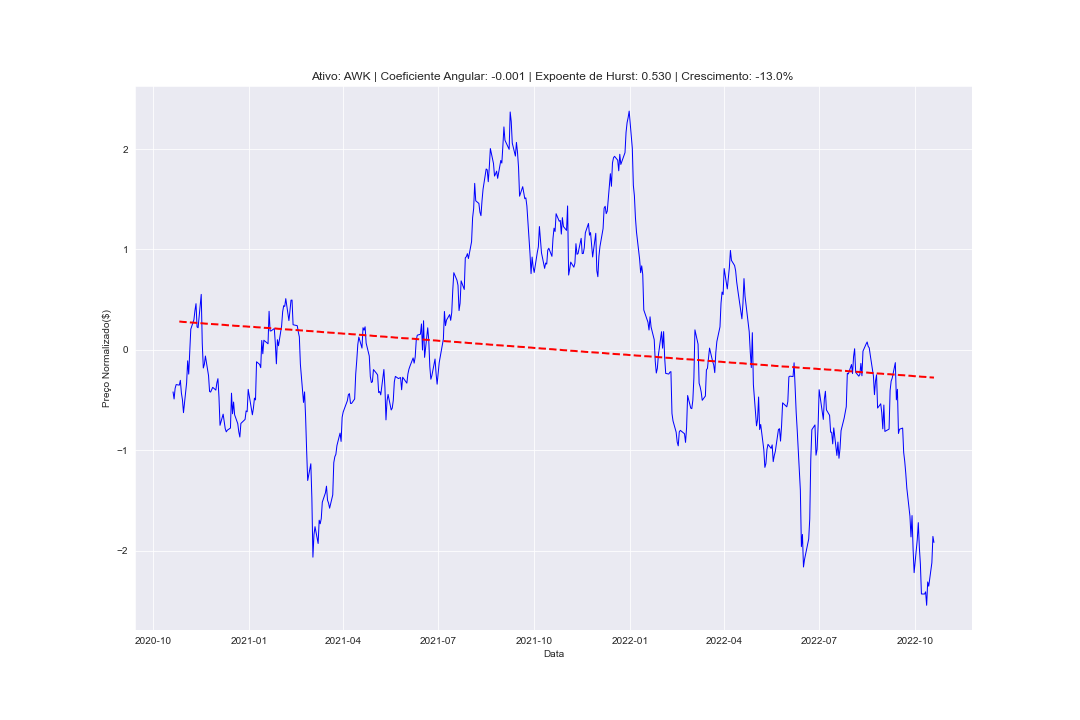 Ativo: AWK | Coeficiente Angular: -0.001 | Expoente de Hurst: 0.530 | Crescimento: -13.0%
2
1
0
−1
−2
Preço Normalizado($)
2020-10 2021-01 2021-04 2021-07 2021-10 2022-01 2022-04 2022-07 2022-10
Data